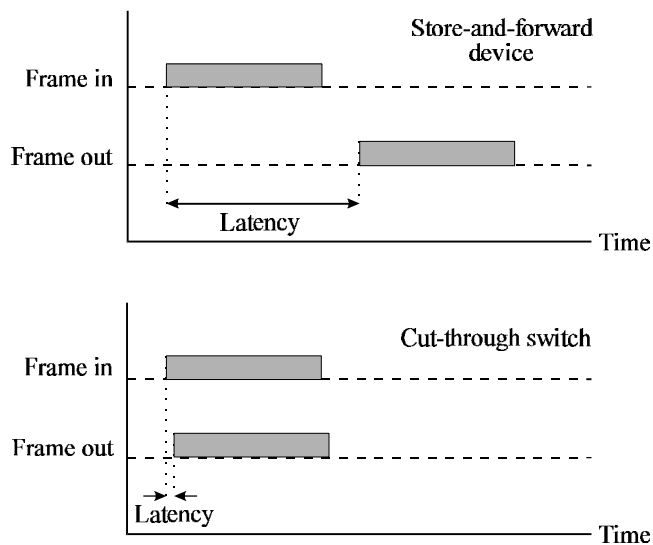 Store-and-forward
device
Frame in
Frame out
Latency
Time
Cut-through switch
Frame in
Frame out
Latency
Time